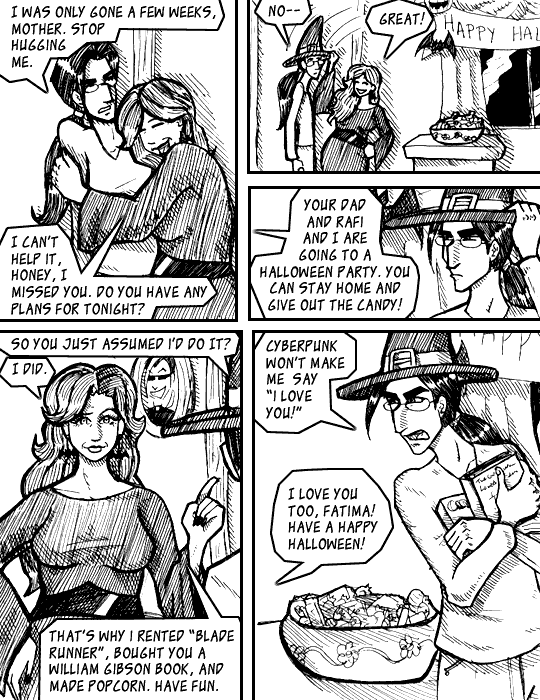 I WAS ONLY GONE A FEW WEEKS,
MOTHER. STOP
HUGGING
ME.
I CAN'T
HELP IT,
HONEY, I
MISSED YOU. DO YOU HAVE ANY
PLANS FOR TONIGHT?
NO--
GREAT!
HAPPY HAL
YOUR DAD
AND RAFI
AND I ARE
GOING TO A
HALLOWEEN PARTY. YOU
CAN STAY HOME AND
GIVE OUT THE CANDY!
SO YOU JUST ASSUMED I'D DO IT?
I DID.
THAT'S WHY I RENTED "BLADE
RUNNER", BOUGHT YOU A
WILLIAM GIBSON BOOK, AND
MADE POPCORN. HAVE FUN.
CYBERPUNK
WON'T MAKE
ME SAY
"I LOVE
YOU!"
I LOVE YOU
TOO, FATIMA!
HAVE A HAPPY
HALLOWEEN!